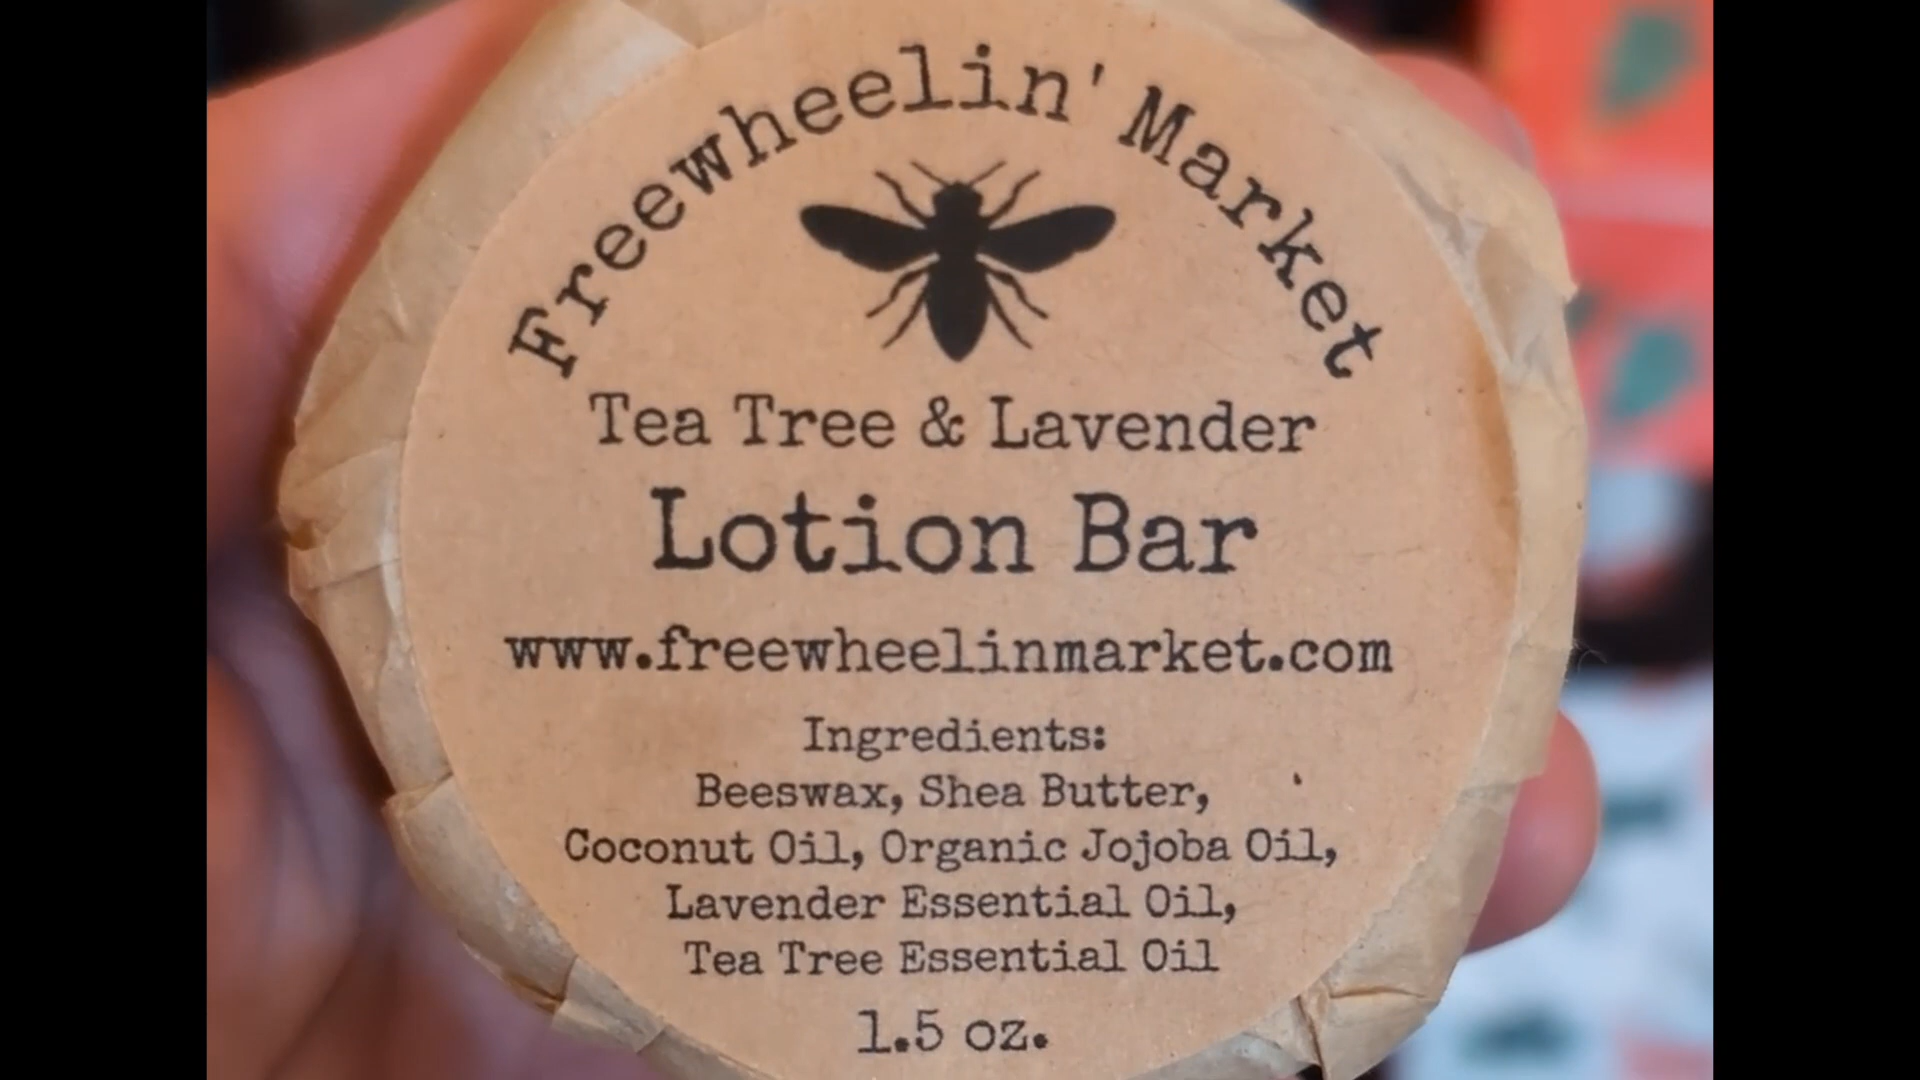 Freewheelin' Market
Tea Tree & Lavender
Lotion Bar
www.freewheelinmarket.com
Ingredients:
Beeswax, Shea Butter,
Coconut Oil, Organic Jojoba Oil,
Lavender Essential Oil,
Tea Tree Essential Oil
1.5 oz.